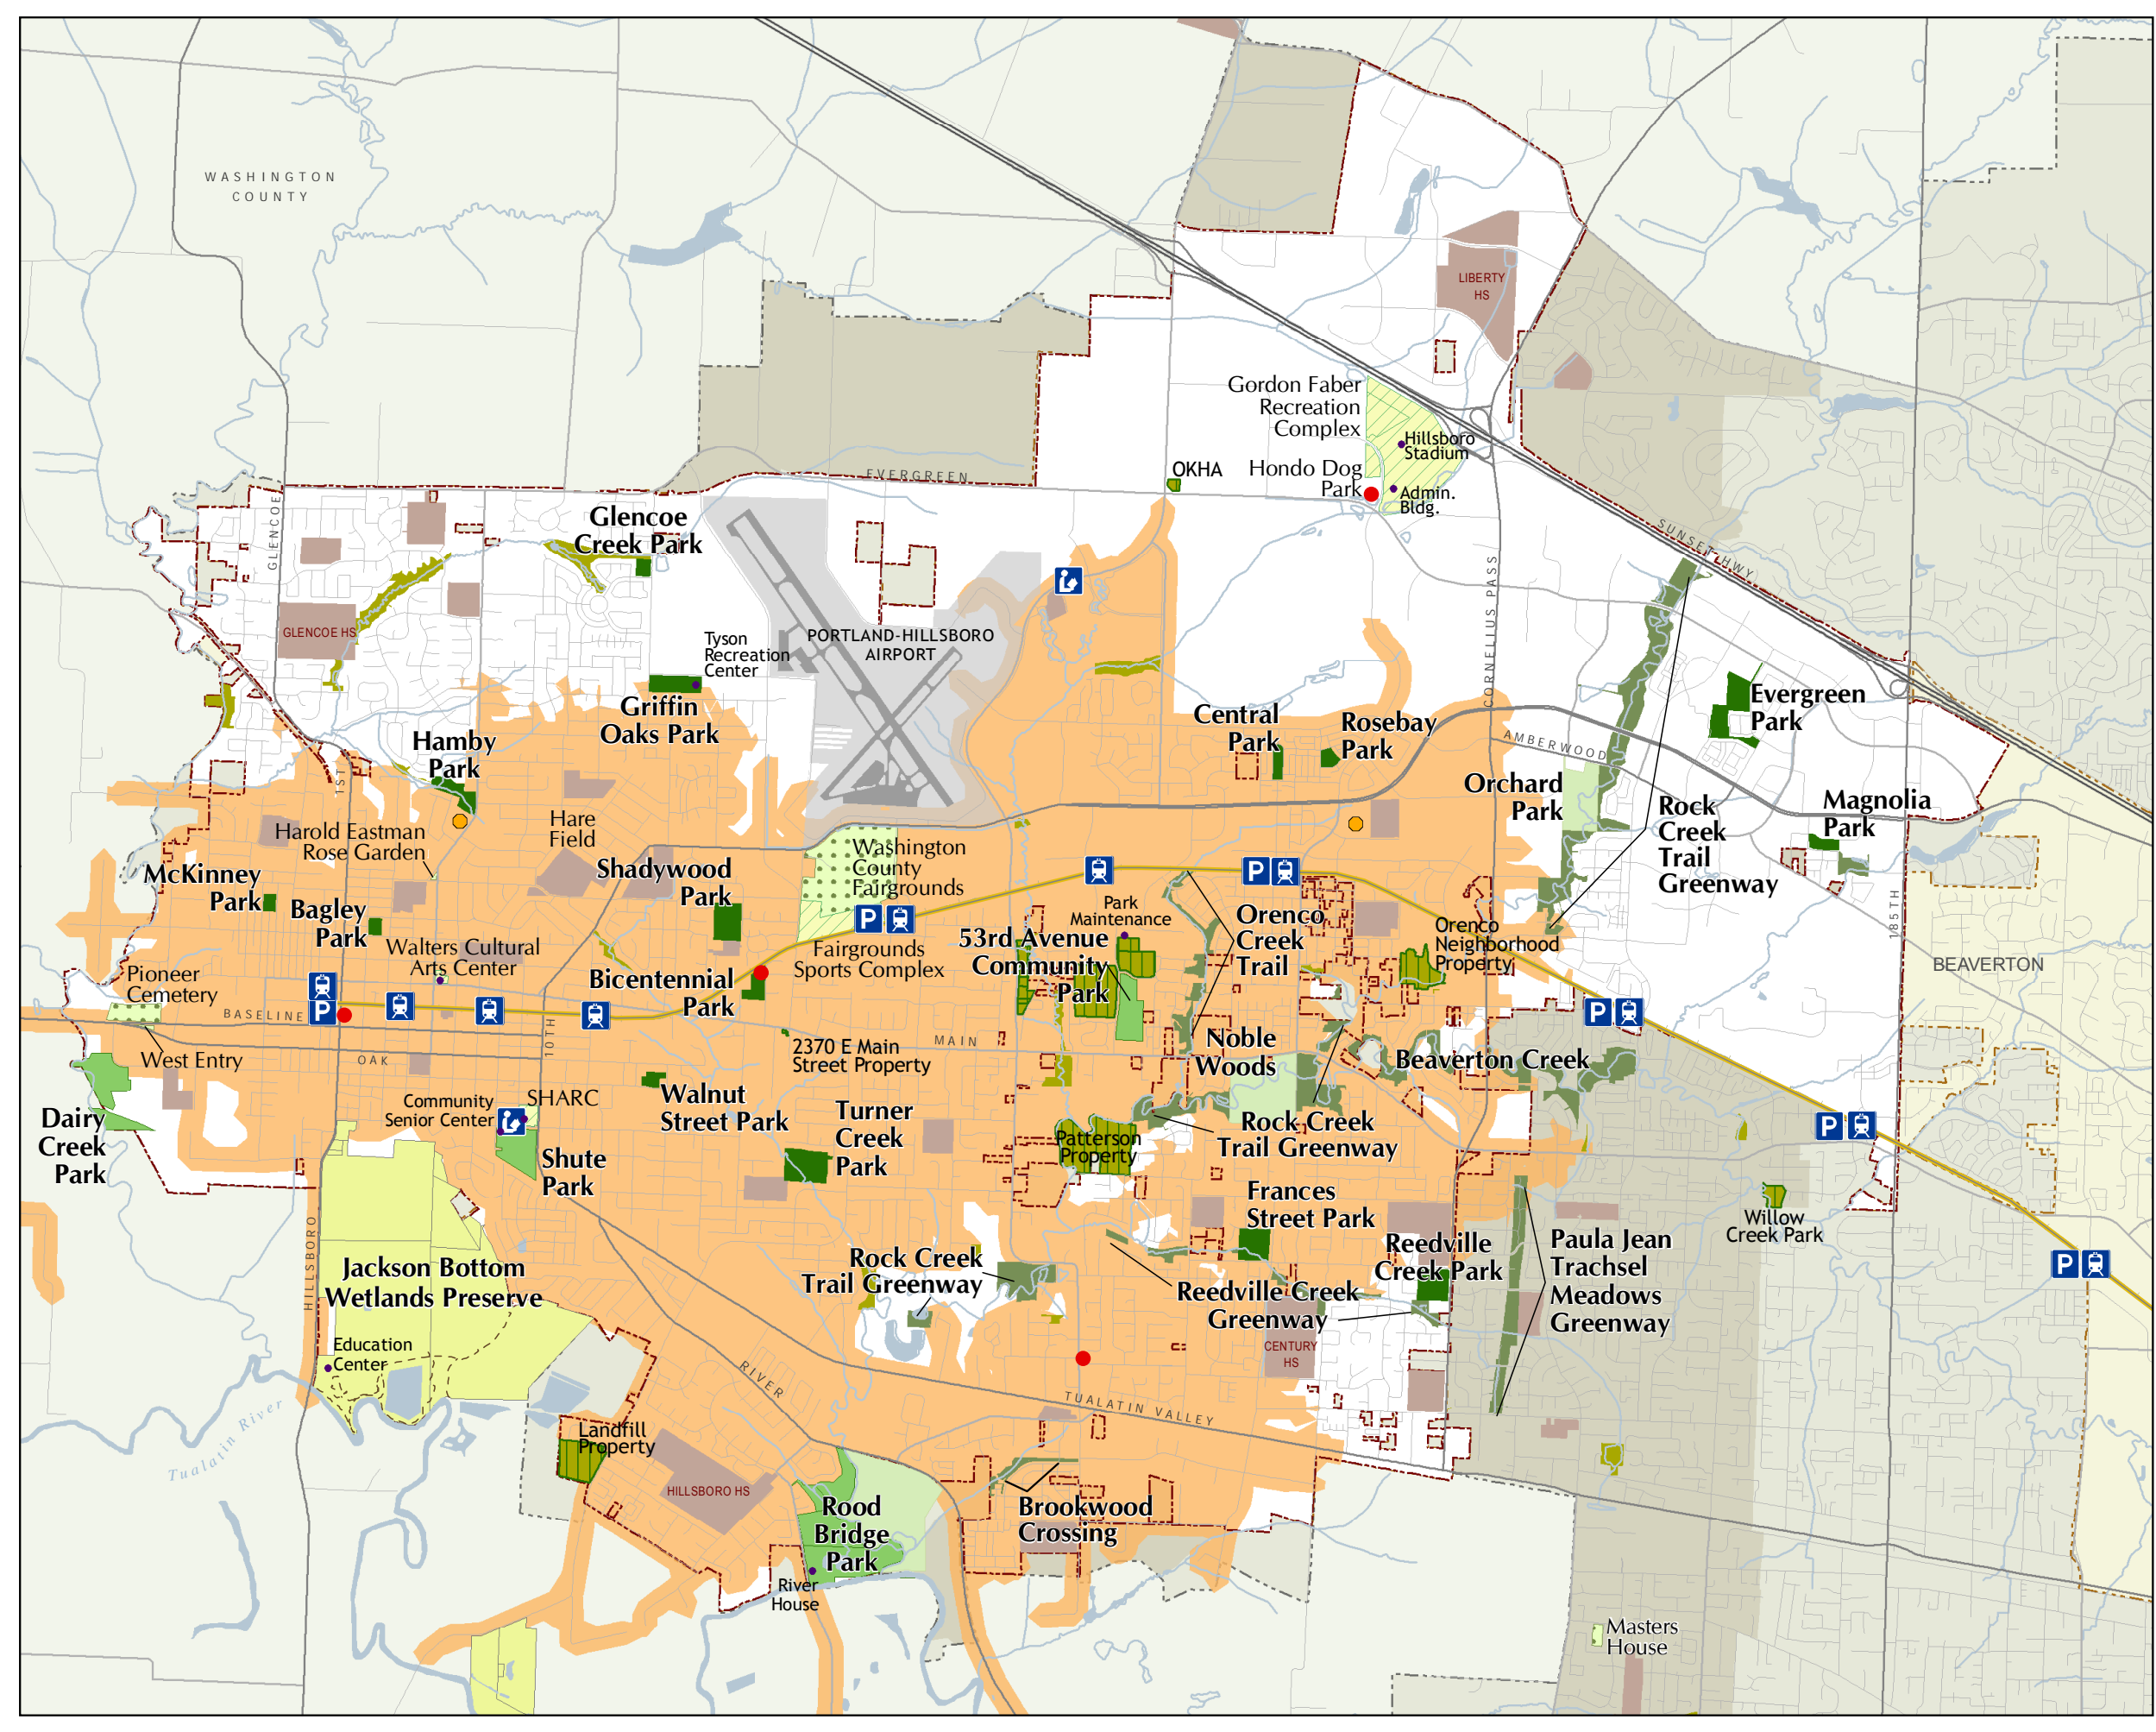 WASHINGTON
COUNTY
LIBERTY
HS
Gordon Faber
Recreation
Complex
Hillsboro
Stadium
OKHA
Hondo Dog
Park
Admin.
Bldg.
EVERGREEN
GLENCOE
SUNSET HWY
Glencoe
Creek Park
GLENCOE HS
Tyson
Recreation
Center
PORTLAND-HILLSBORO
AIRPORT
CORNELIUS PASS
Griffin
Oaks Park
Evergreen
Park
Central
Park
Rosebay
Park
Hamby
Park
AMBERWOOD
1ST
Orchard
Park
Rock
Creek
Trail
Greenway
Magnolia
Park
Harold Eastman
Rose Garden
Hare
Field
Washington
County
Fairgrounds
Shadywood
Park
McKinney
Park
Bagley
Park
185TH
P
P
Park
Maintenance
Orenco
Creek
Trail
Orenco
Neighborhood
Property
Walters Cultural
Arts Center
Fairgrounds
Sports Complex
53rd Avenue
Community
Park
BEAVERTON
Pioneer
Cemetery
Bicentennial
Park
P
P
BASELINE
10TH
MAIN
OAK
West Entry
2370 E Main
Street Property
Noble
Woods
Beaverton Creek
Community
Senior Center
SHARC
Walnut
Street Park
Turner
Creek
Park
Rock Creek
Trail Greenway
P
Dairy
Creek
Park
Patterson
Property
Shute
Park
Frances
Street Park
Willow
Creek Park
HILLSBORO
Jackson Bottom
Wetlands Preserve
Rock Creek
Trail Greenway
Reedville
Creek Park
Paula Jean
Trachsel
Meadows
Greenway
P
Reedville Creek
Greenway
Education
Center
CENTURY
HS
RIVER
TUALATIN VALLEY
Tualatin River
Landfill
Property
HILLSBORO HS
Rood
Bridge
Park
Brookwood
Crossing
River
House
Masters
House